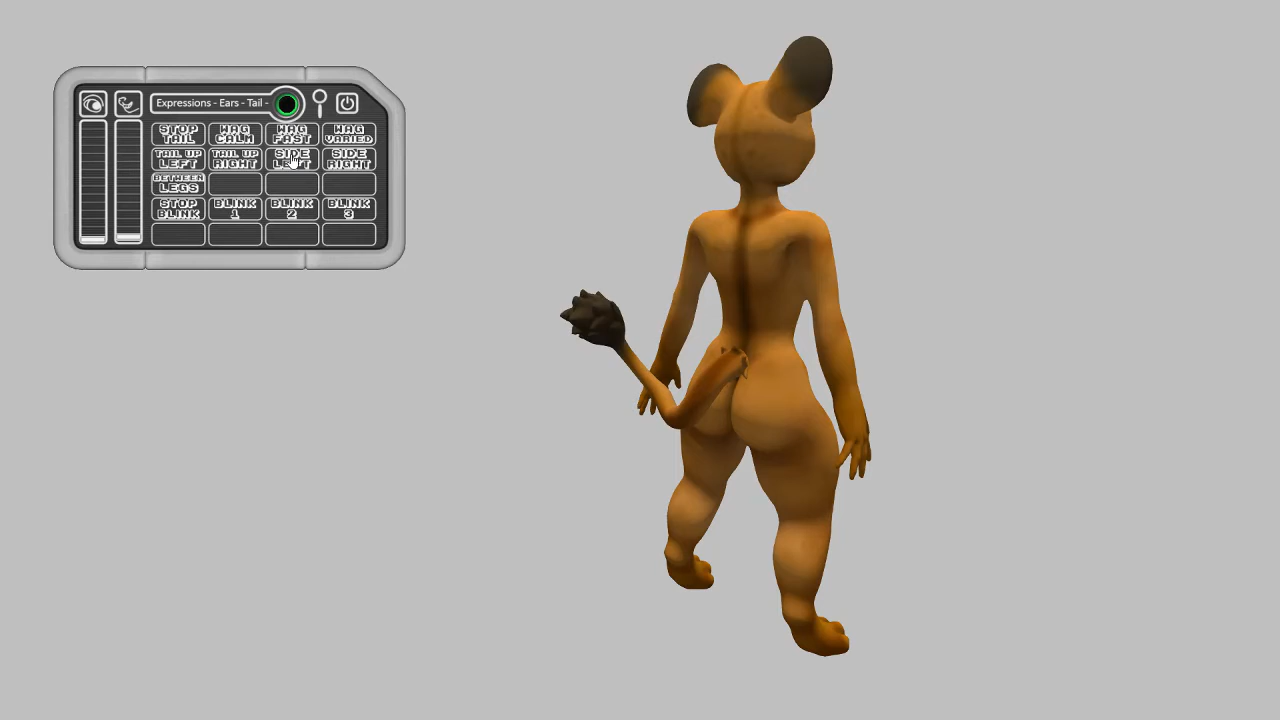 Expressions - Ears - Tail -
STOP TAIL WAG CALM WAG FAST WAG VARIED
TAIL UP LEFT TAIL UP RIGHT SIDE LEFT SIDE RIGHT
BETWEEN LEGS
STOP BLINK BLINK 1 BLINK 2 BLINK 3